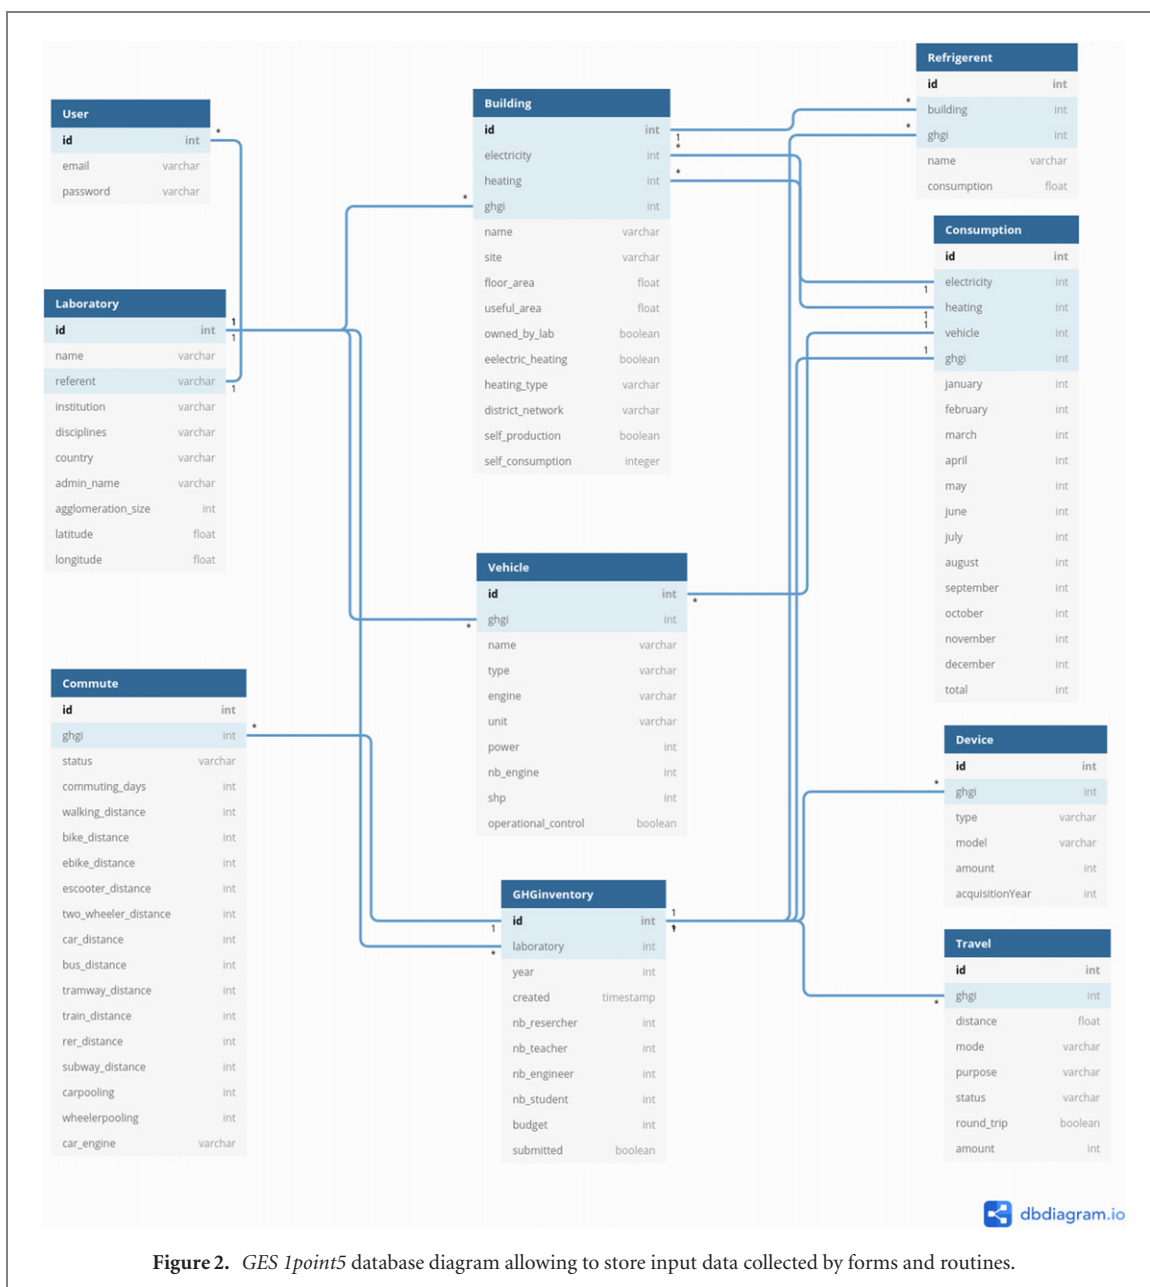 User
id int
email varchar
password varchar
*
Laboratory
id int
name varchar
referent varchar
institution varchar
disciplines varchar
country varchar
admin_name varchar
agglomeration_size int
latitude float
longitude float
1
1
1
Commute
id int
ghgi int
status varchar
commuting_days int
walking_distance int
bike_distance int
ebike_distance int
escooter_distance int
two_wheeler_distance int
car_distance int
bus_distance int
tramway_distance int
train_distance int
rer_distance int
subway_distance int
carpooling int
wheelerpooling int
car_engine varchar
*
Building
id int
electricity int
heating int
ghgi int
name varchar
site varchar
floor_area float
useful_area float
owned_by_lab boolean
eelectric_heating boolean
heating_type varchar
district_network varchar
self_production boolean
self_consumption integer
*
1
*
*
Vehicle
id int
ghgi int
name varchar
type varchar
engine varchar
unit varchar
power int
nb_engine int
shp int
operational_control boolean
*
*
GHGinventory
id int
laboratory int
year int
created timestamp
nb_resercher int
nb_teacher int
nb_engineer int
nb_student int
budget int
submitted boolean
1
*
1
Refrigerent
id int
building int
ghgi int
name varchar
consumption float
*
*
Consumption
id int
electricity int
heating int
vehicle int
ghgi int
january int
february int
march int
april int
may int
june int
july int
august int
september int
october int
november int
december int
total int
1
1
1
1
Device
id int
ghgi int
type varchar
model varchar
amount int
acquisitionYear int
*
Travel
id int
ghgi int
distance float
mode varchar
purpose varchar
status varchar
round_trip boolean
amount int
*
dbdiagram.io
Figure 2. GES 1point5 database diagram allowing to store input data collected by forms and routines.